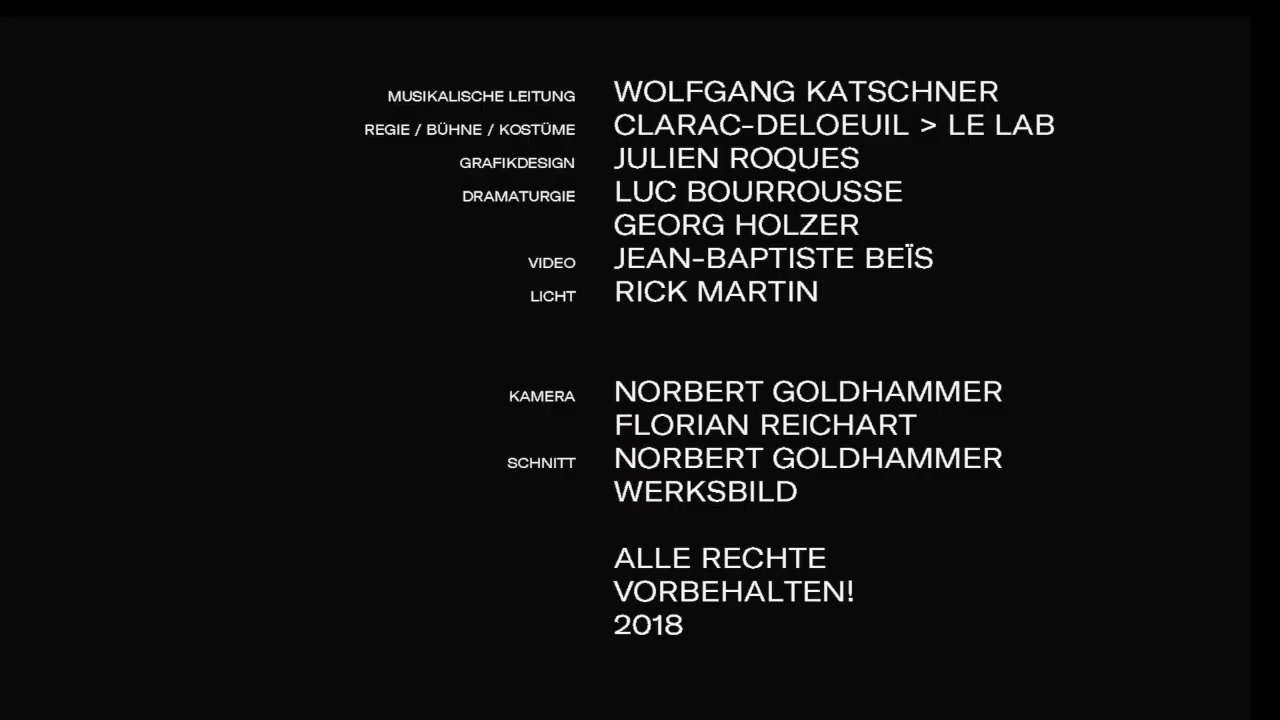 MUSIKALISCHE LEITUNG WOLFGANG KATSCHNER
REGIE / BÜHNE / KOSTÜME CLARAC-DELOEUIL > LE LAB
GRAFIKDESIGN JULIEN ROQUES
DRAMATURGIE LUC BOURROUSSE
GEORG HOLZER
VIDEO JEAN-BAPTISTE BEÏS
LICHT RICK MARTIN
KAMERA NORBERT GOLDHAMMER
FLORIAN REICHART
SCHNITT NORBERT GOLDHAMMER
WERKSBILD
ALLE RECHTE
VORBEHALTEN!
2018